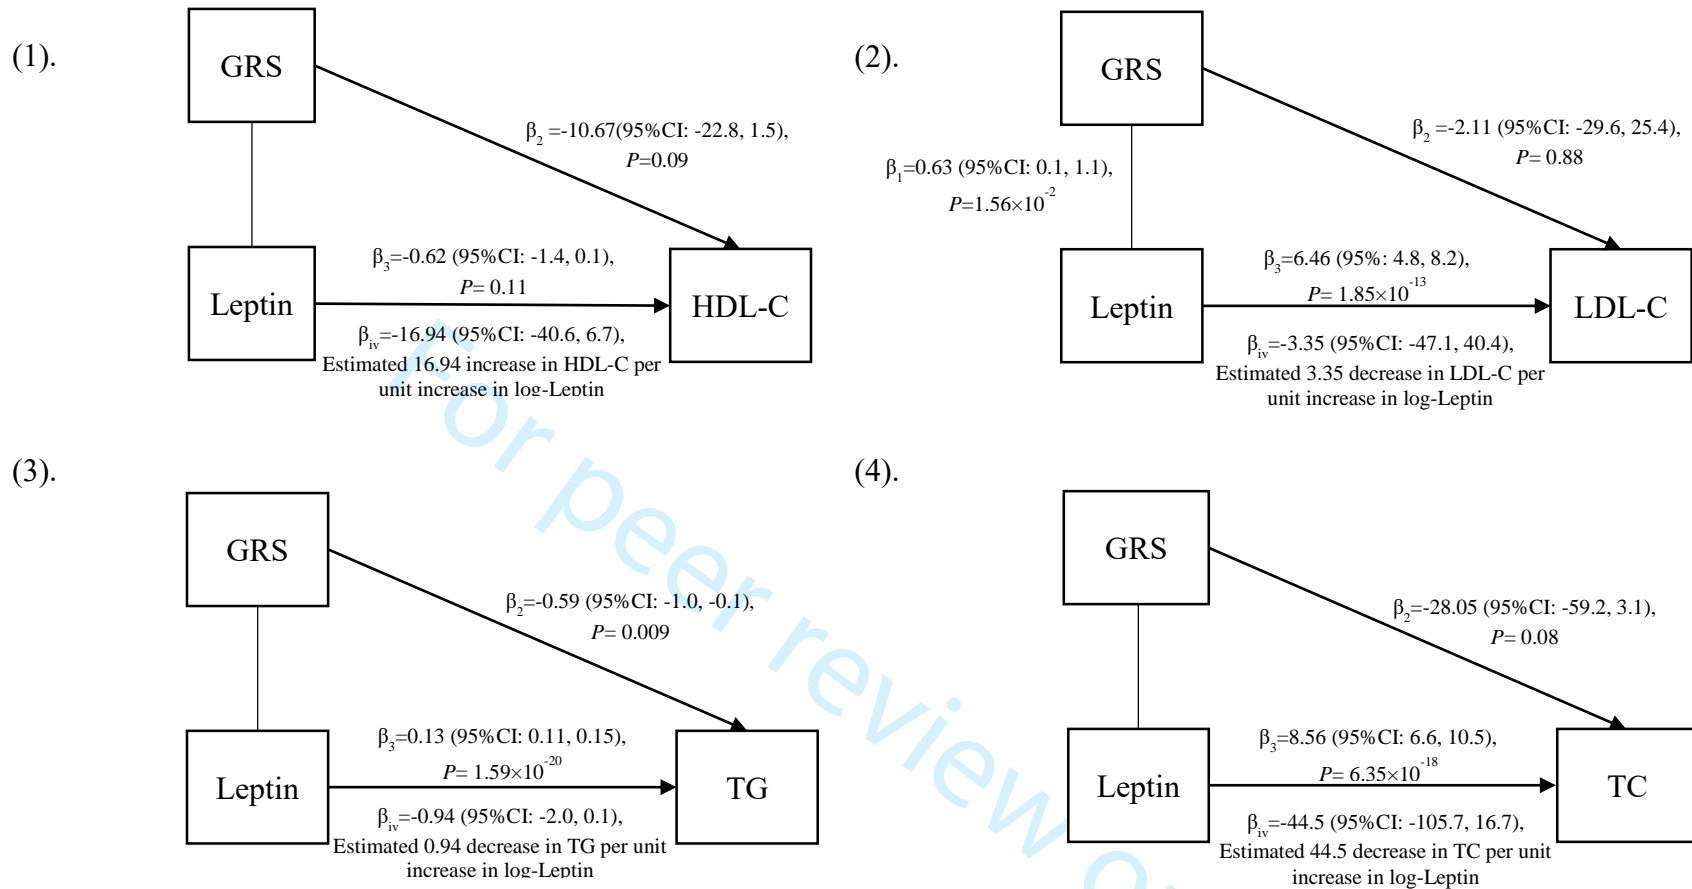 (1).
GRS
β2 =-10.67(95%CI: -22.8, 1.5),
P=0.09
β3=-0.62 (95%CI: -1.4, 0.1),
P= 0.11
Leptin
HDL-C
βiv=-16.94 (95%CI: -40.6, 6.7),
Estimated 16.94 increase in HDL-C per
unit increase in log-Leptin
(2).
GRS
β2 =-2.11 (95%CI: -29.6, 25.4),
P= 0.88
β1=0.63 (95%CI: 0.1, 1.1),
P=1.56×10-2
β3=6.46 (95%: 4.8, 8.2),
P= 1.85×10-13
Leptin
LDL-C
βiv=-3.35 (95%CI: -47.1, 40.4),
Estimated 3.35 decrease in LDL-C per
unit increase in log-Leptin
(3).
GRS
β2=-0.59 (95%CI: -1.0, -0.1),
P= 0.009
β3=0.13 (95%CI: 0.11, 0.15),
P= 1.59×10-20
Leptin
TG
βiv=-0.94 (95%CI: -2.0, 0.1),
Estimated 0.94 decrease in TG per unit
increase in log-Leptin
(4).
GRS
β2=-28.05 (95%CI: -59.2, 3.1),
P= 0.08
β3=8.56 (95%CI: 6.6, 10.5),
P= 6.35×10-18
Leptin
TC
βiv=-44.5 (95%CI: -105.7, 16.7),
Estimated 44.5 decrease in TC per unit
increase in log-Leptin
For peer review